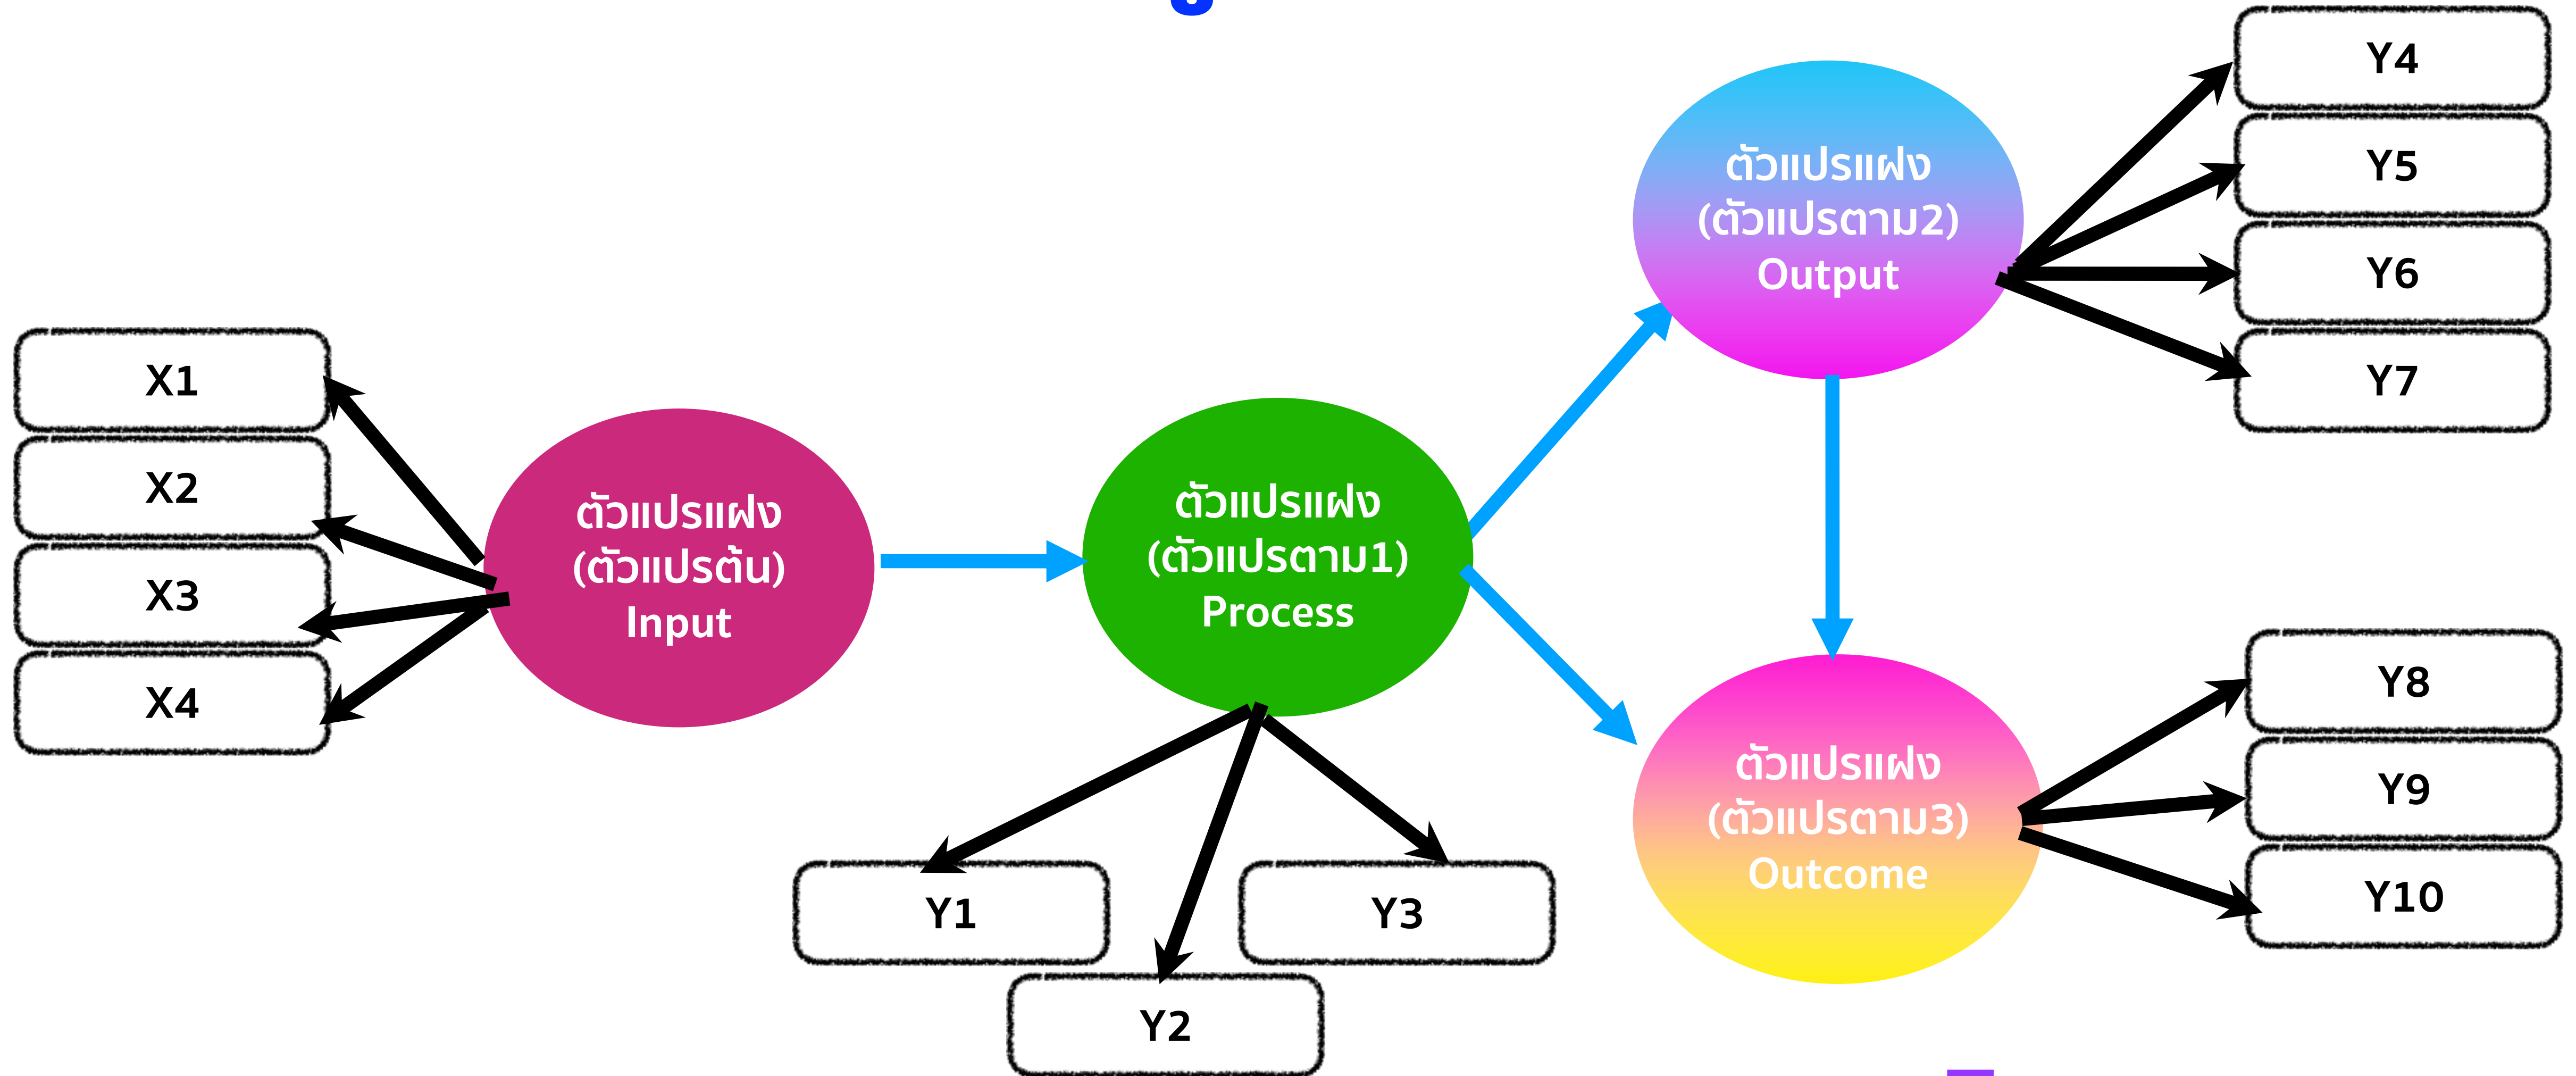 X1
X2
X3
X4
ตัวแปรแฝง
(ตัวแปรต้น)
Input
ตัวแปรแฝง
(ตัวแปรตาม1)
Process
Y1
Y2
Y3
ตัวแปรแฝง
(ตัวแปรตาม2)
Output
Y4
Y5
Y6
Y7
ตัวแปรแฝง
(ตัวแปรตาม3)
Outcome
Y8
Y9
Y10